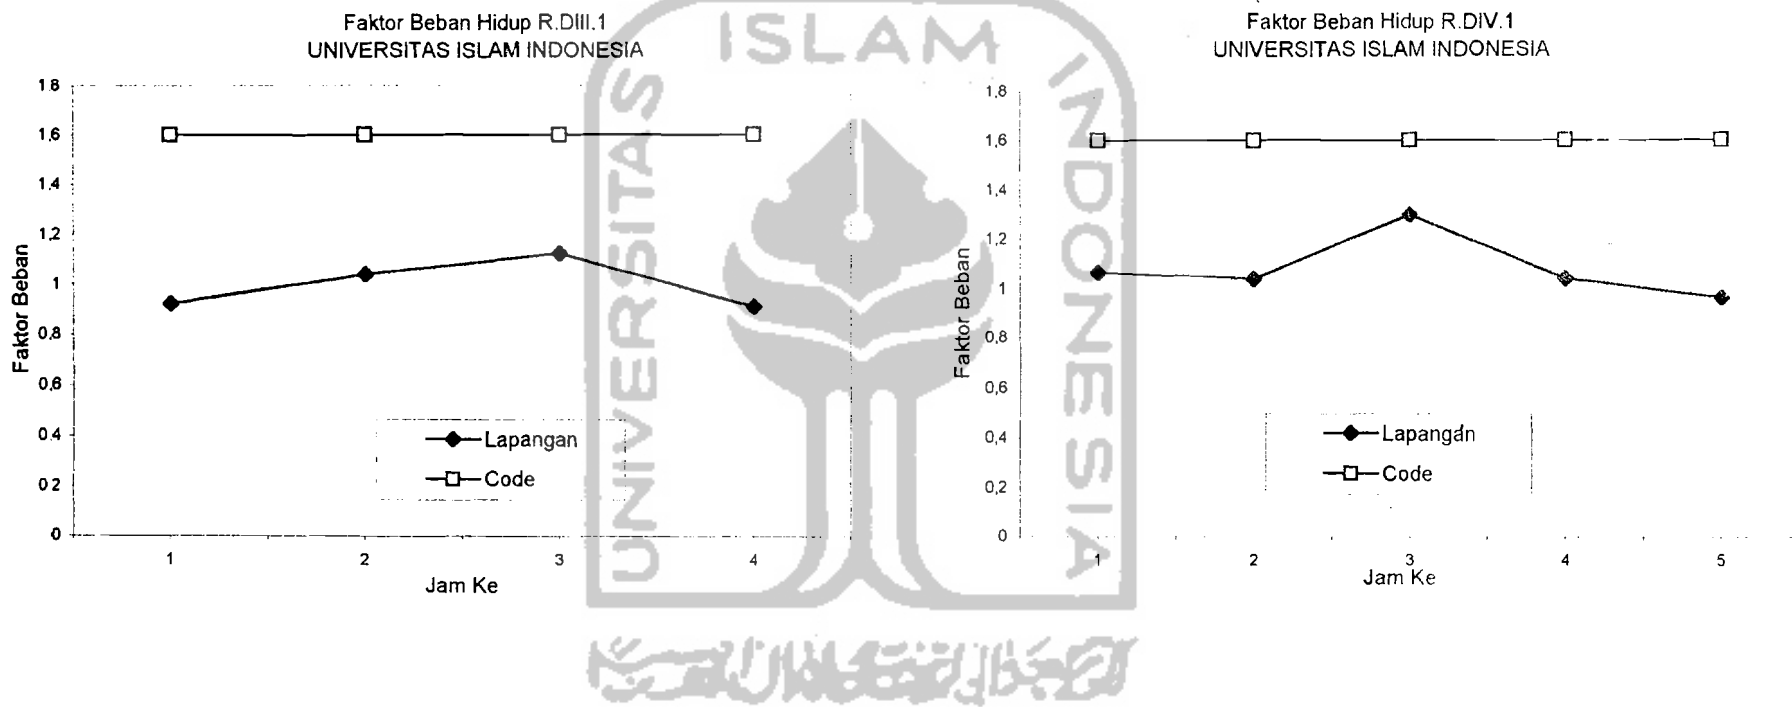 Faktor Beban Hidup R.DIII.1
UNIVERSITAS ISLAM INDONESIA
1.8
1.6
1.4
1.2
1
0.8
0.6
0.4
0.2
0
Faktor Beban
Lapangan
Code
1 2 3 4
Jam Ke
Faktor Beban Hidup R.DIV.1
UNIVERSITAS ISLAM INDONESIA
1,8
1,6
1,4
1,2
1
0,8
0,6
0,4
0,2
0
Faktor Beban
Lapangan
Code
1 2 3 4 5
Jam Ke
UNIVERSITAS
ISLAM
INDONESIA